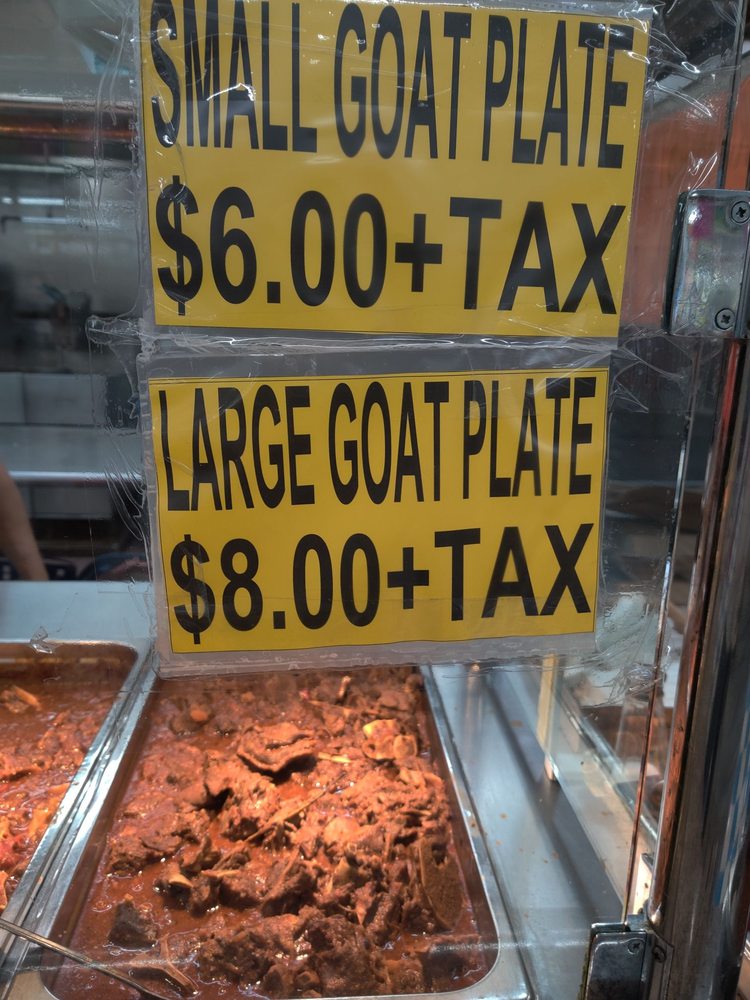 SMALL GOAT PLATE
$6.00+TAX
LARGE GOAT PLATE
$8.00+TAX